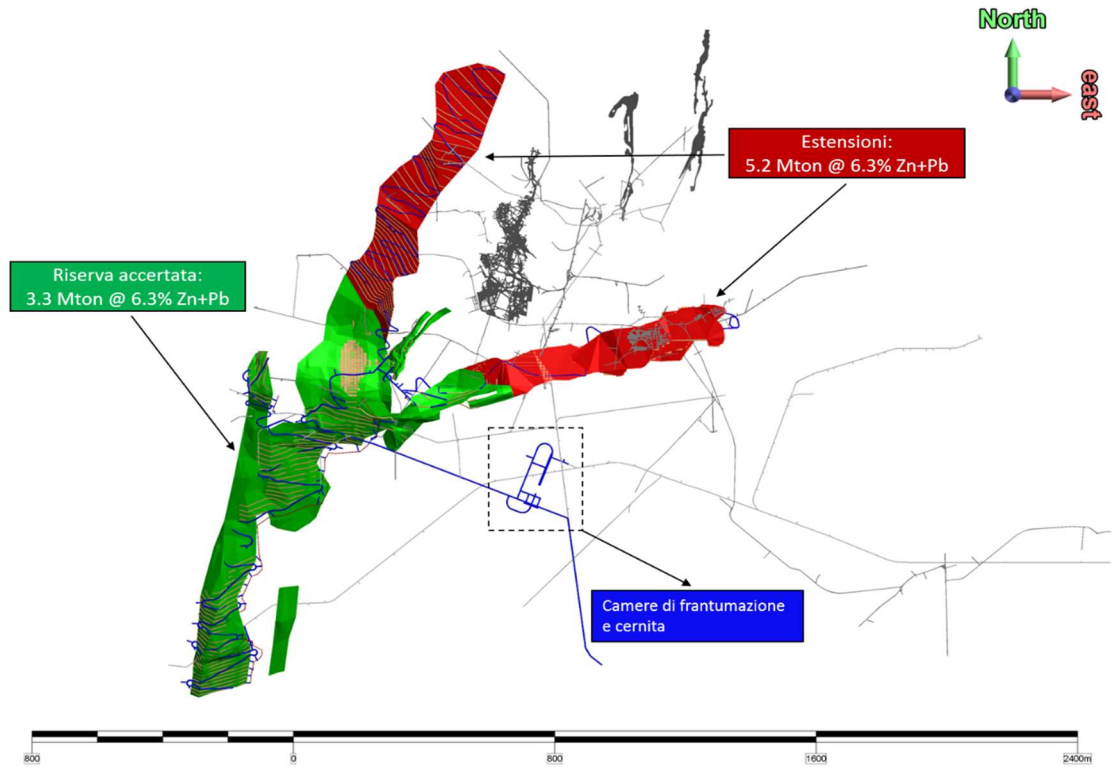 North
east
Estensioni:
5.2 Mton @ 6.3% Zn+Pb
Riserva accertata:
3.3 Mton @ 6.3% Zn+Pb
Camere di frantumazione
e cernita
800 0 800 1600 2400m